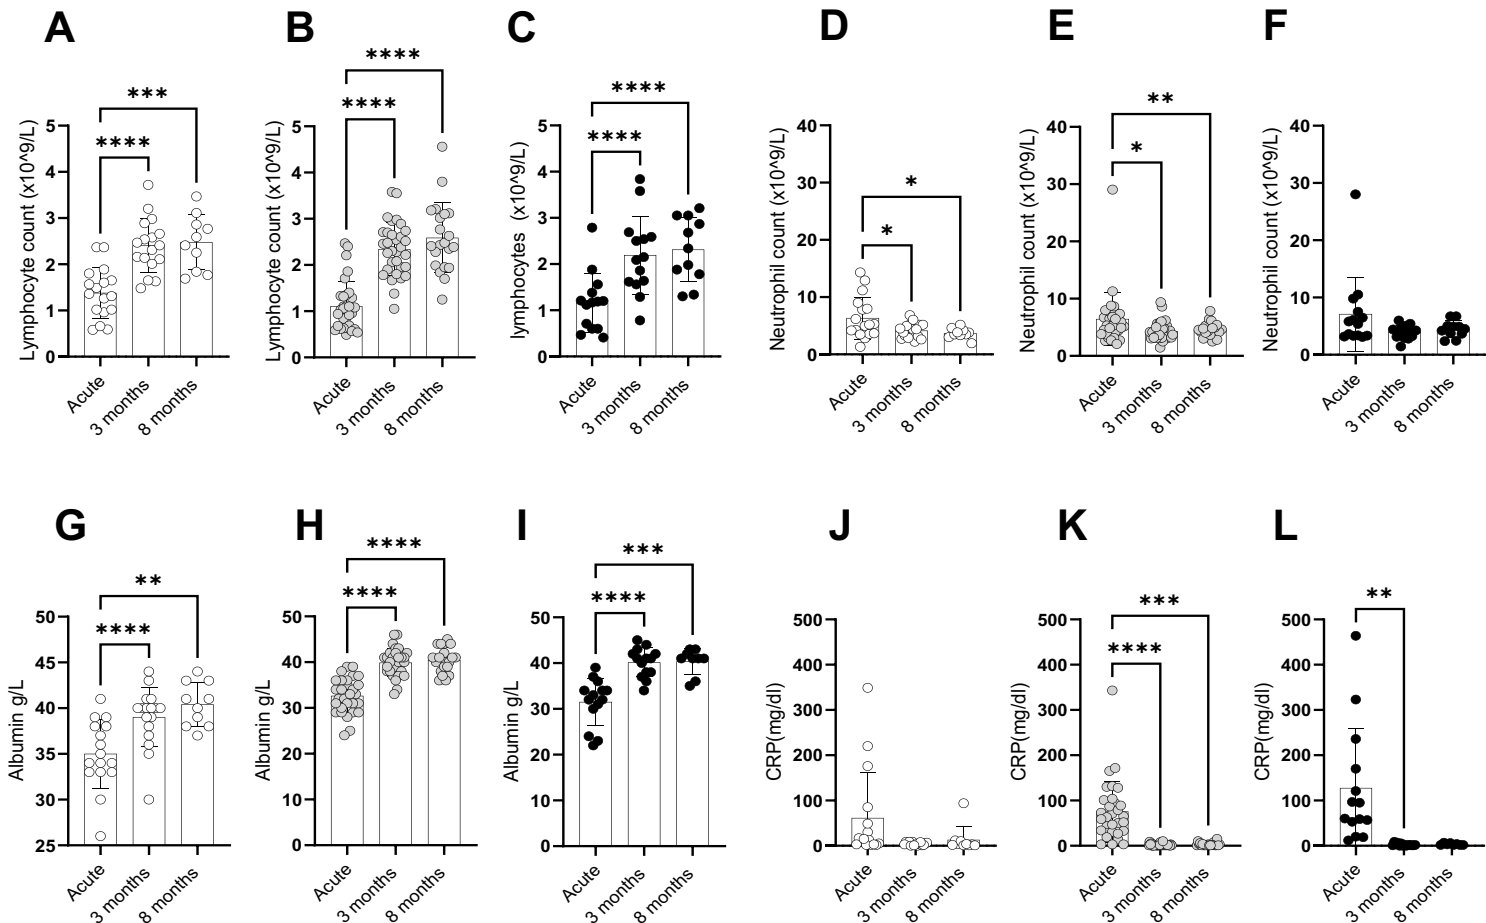 A
B
C
D
E
F
Lymphocyte count (x10^9/L)
5
4
3
2
1
0
****
***
Acute
3 months
8 months
Lymphocyte count (x10^9/L)
5
4
3
2
1
0
****
****
Acute
3 months
8 months
lymphocytes (x10^9/L)
5
4
3
2
1
0
****
****
Acute
3 months
8 months
Neutrophil count (x10^9/L)
40
30
20
10
0
*
*
Acute
3 months
8 months
Neutrophil count (x10^9/L)
40
30
20
10
0
**
*
Acute
3 months
8 months
Neutrophil count (x10^9/L)
40
30
20
10
0
Acute
3 months
8 months
G
H
I
J
K
L
Albumin g/L
50
45
40
35
30
25
**
****
Acute
3 months
8 months
Albumin g/L
50
40
30
20
10
0
****
****
Acute
3 months
8 months
Albumin g/L
50
40
30
20
10
0
***
****
Acute
3 months
8 months
CRP(mg/dl)
500
400
300
200
100
0
Acute
3 months
8 months
CRP(mg/dl)
500
400
300
200
100
0
***
****
Acute
3 months
8 months
CRP(mg/dl)
500
400
300
200
100
0
**
Acute
3 months
8 months